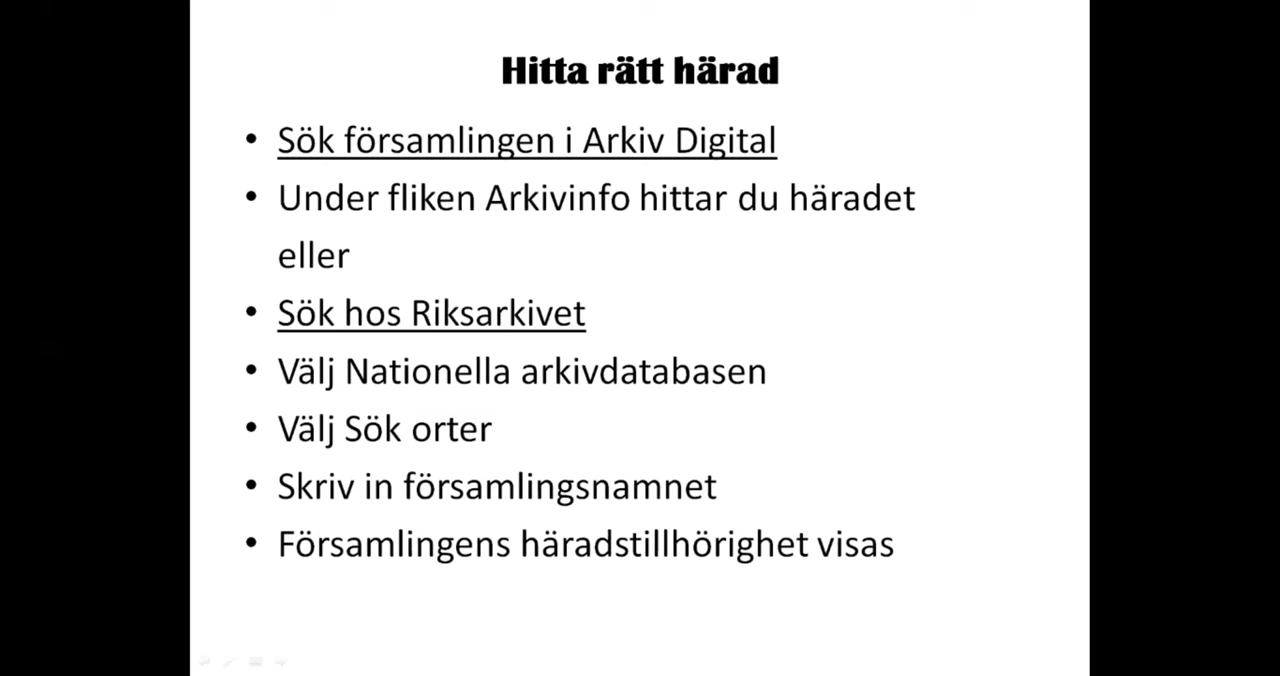 Hitta rätt härad
• Sök församlingen i Arkiv Digital
• Under fliken Arkivinfo hittar du häradet
eller
• Sök hos Riksarkivet
• Välj Nationella arkivdatabasen
• Välj Sök orter
• Skriv in församlingsnamnet
• Församlingens häradstillhörighet visas